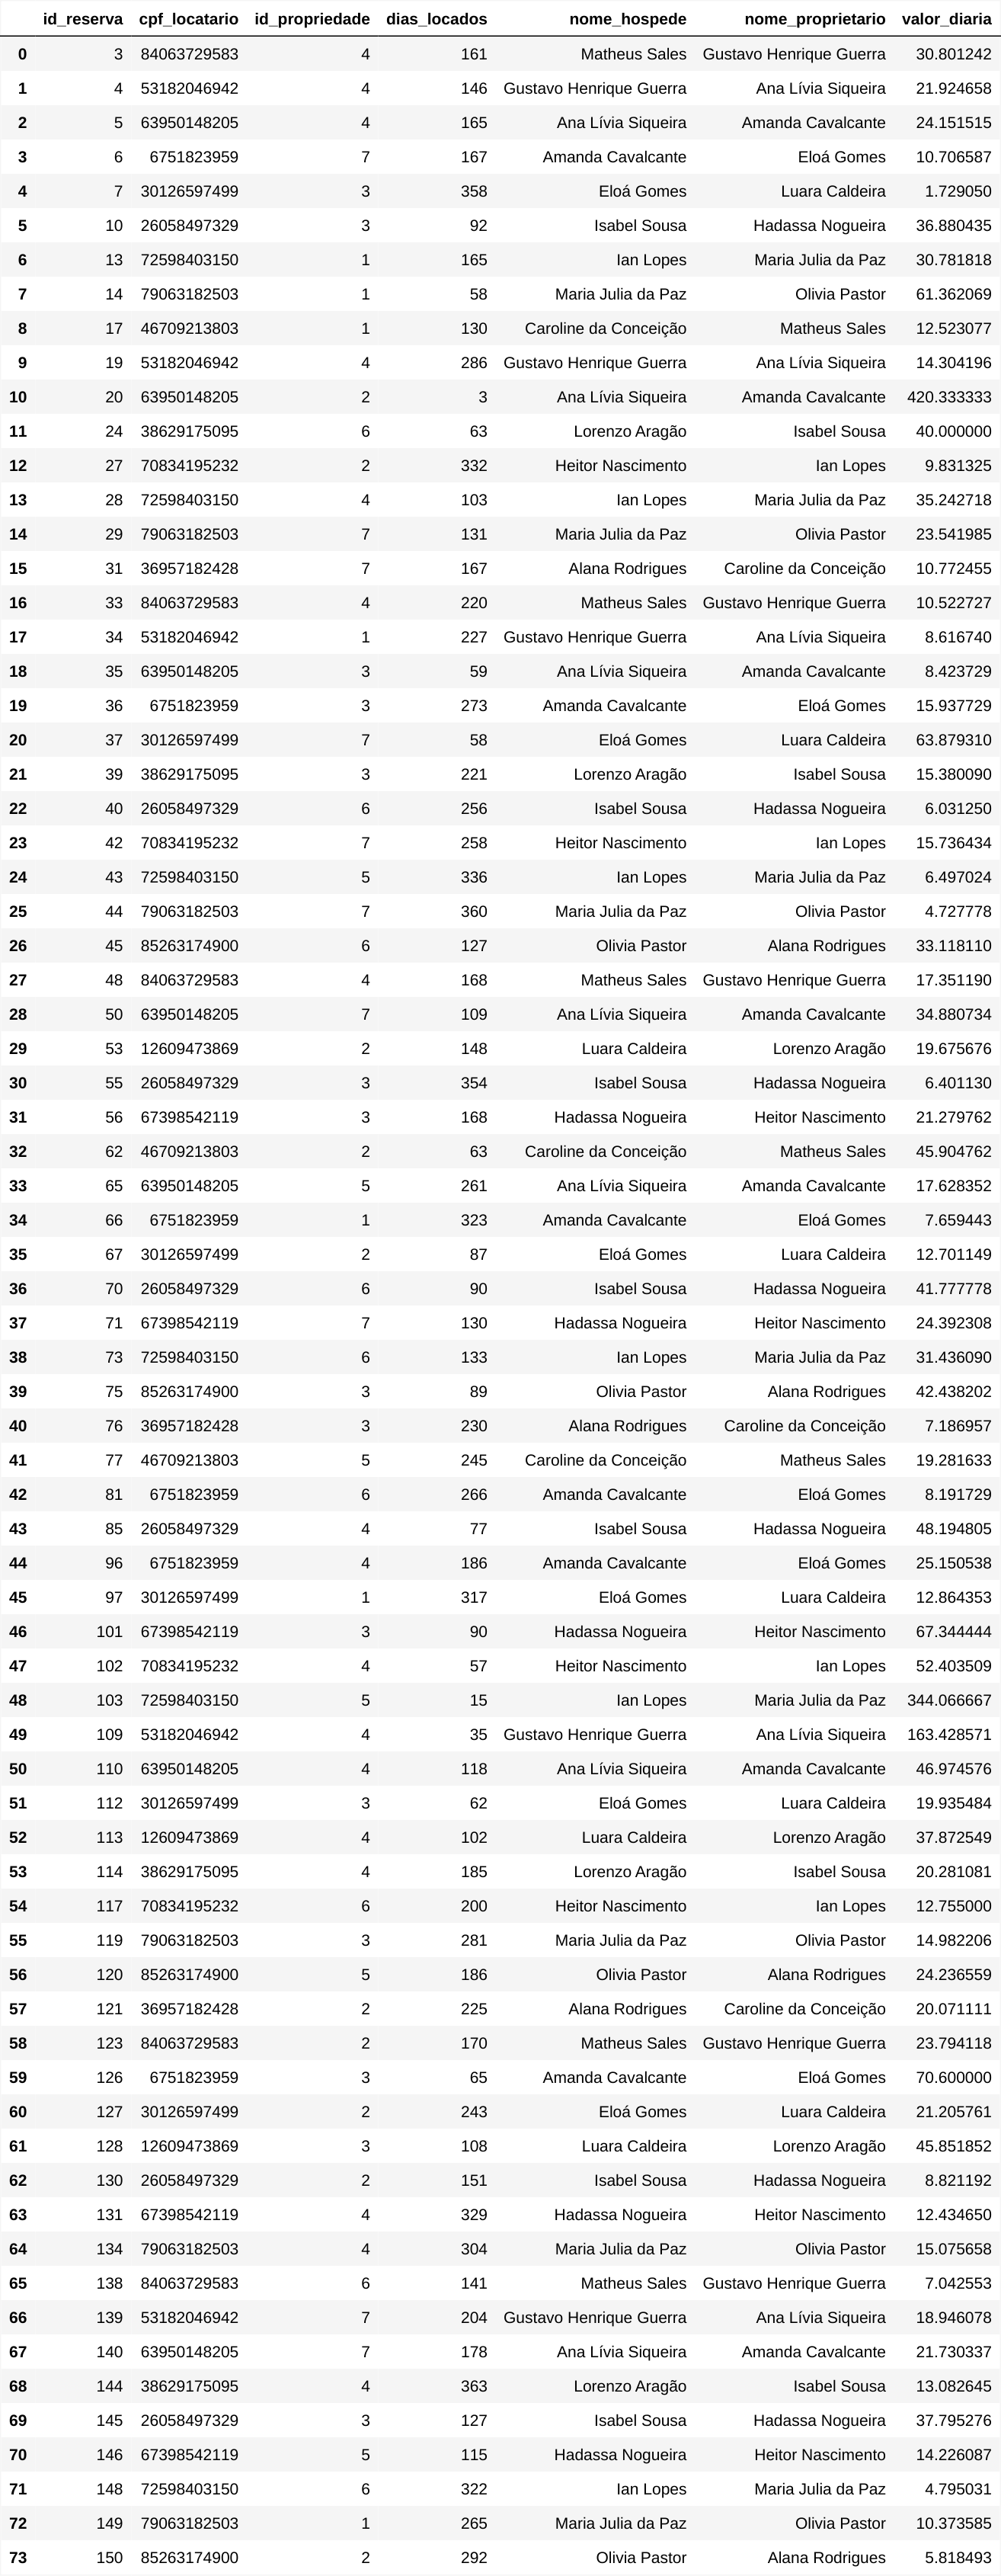 id_reserva cpf_locatario id_propriedade dias_locados nome_hospede nome_proprietario valor_diaria
0 3 84063729583 4 161 Matheus Sales Gustavo Henrique Guerra 30.801242
1 4 53182046942 4 146 Gustavo Henrique Guerra Ana Lívia Siqueira 21.924658
2 5 63950148205 4 165 Ana Lívia Siqueira Amanda Cavalcante 24.151515
3 6 6751823959 7 167 Amanda Cavalcante Eloá Gomes 10.706587
4 7 30126597499 3 358 Eloá Gomes Luara Caldeira 1.729050
5 10 26058497329 3 92 Isabel Sousa Hadassa Nogueira 36.880435
6 13 72598403150 1 165 Ian Lopes Maria Julia da Paz 30.781818
7 14 79063182503 1 58 Maria Julia da Paz Olivia Pastor 61.362069
8 17 46709213803 1 130 Caroline da Conceição Matheus Sales 12.523077
9 19 53182046942 4 286 Gustavo Henrique Guerra Ana Lívia Siqueira 14.304196
10 20 63950148205 2 3 Ana Lívia Siqueira Amanda Cavalcante 420.333333
11 24 38629175095 6 63 Lorenzo Aragão Isabel Sousa 40.000000
12 27 70834195232 2 332 Heitor Nascimento Ian Lopes 9.831325
13 28 72598403150 4 103 Ian Lopes Maria Julia da Paz 35.242718
14 29 79063182503 7 131 Maria Julia da Paz Olivia Pastor 23.541985
15 31 36957182428 7 167 Alana Rodrigues Caroline da Conceição 10.772455
16 33 84063729583 4 220 Matheus Sales Gustavo Henrique Guerra 10.522727
17 34 53182046942 1 227 Gustavo Henrique Guerra Ana Lívia Siqueira 8.616740
18 35 63950148205 3 59 Ana Lívia Siqueira Amanda Cavalcante 8.423729
19 36 6751823959 3 273 Amanda Cavalcante Eloá Gomes 15.937729
20 37 30126597499 7 58 Eloá Gomes Luara Caldeira 63.879310
21 39 38629175095 3 221 Lorenzo Aragão Isabel Sousa 15.380090
22 40 26058497329 6 256 Isabel Sousa Hadassa Nogueira 6.031250
23 42 70834195232 7 258 Heitor Nascimento Ian Lopes 15.736434
24 43 72598403150 5 336 Ian Lopes Maria Julia da Paz 6.497024
25 44 79063182503 7 360 Maria Julia da Paz Olivia Pastor 4.727778
26 45 85263174900 6 127 Olivia Pastor Alana Rodrigues 33.118110
27 48 84063729583 4 168 Matheus Sales Gustavo Henrique Guerra 17.351190
28 50 63950148205 7 109 Ana Lívia Siqueira Amanda Cavalcante 34.880734
29 53 12609473869 2 148 Luara Caldeira Lorenzo Aragão 19.675676
30 55 26058497329 3 354 Isabel Sousa Hadassa Nogueira 6.401130
31 56 67398542119 3 168 Hadassa Nogueira Heitor Nascimento 21.279762
32 62 46709213803 2 63 Caroline da Conceição Matheus Sales 45.904762
33 65 63950148205 5 261 Ana Lívia Siqueira Amanda Cavalcante 17.628352
34 66 6751823959 1 323 Amanda Cavalcante Eloá Gomes 7.659443
35 67 30126597499 2 87 Eloá Gomes Luara Caldeira 12.701149
36 70 26058497329 6 90 Isabel Sousa Hadassa Nogueira 41.777778
37 71 67398542119 7 130 Hadassa Nogueira Heitor Nascimento 24.392308
38 73 72598403150 6 133 Ian Lopes Maria Julia da Paz 31.436090
39 75 85263174900 3 89 Olivia Pastor Alana Rodrigues 42.438202
40 76 36957182428 3 230 Alana Rodrigues Caroline da Conceição 7.186957
41 77 46709213803 5 245 Caroline da Conceição Matheus Sales 19.281633
42 81 6751823959 6 266 Amanda Cavalcante Eloá Gomes 8.191729
43 85 26058497329 4 77 Isabel Sousa Hadassa Nogueira 48.194805
44 96 6751823959 4 186 Amanda Cavalcante Eloá Gomes 25.150538
45 97 30126597499 1 317 Eloá Gomes Luara Caldeira 12.864353
46 101 67398542119 3 90 Hadassa Nogueira Heitor Nascimento 67.344444
47 102 70834195232 4 57 Heitor Nascimento Ian Lopes 52.403509
48 103 72598403150 5 15 Ian Lopes Maria Julia da Paz 344.066667
49 109 53182046942 4 35 Gustavo Henrique Guerra Ana Lívia Siqueira 163.428571
50 110 63950148205 4 118 Ana Lívia Siqueira Amanda Cavalcante 46.974576
51 112 30126597499 3 62 Eloá Gomes Luara Caldeira 19.935484
52 113 12609473869 4 102 Luara Caldeira Lorenzo Aragão 37.872549
53 114 38629175095 4 185 Lorenzo Aragão Isabel Sousa 20.281081
54 117 70834195232 6 200 Heitor Nascimento Ian Lopes 12.755000
55 119 79063182503 3 281 Maria Julia da Paz Olivia Pastor 14.982206
56 120 85263174900 5 186 Olivia Pastor Alana Rodrigues 24.236559
57 121 36957182428 2 225 Alana Rodrigues Caroline da Conceição 20.071111
58 123 84063729583 2 170 Matheus Sales Gustavo Henrique Guerra 23.794118
59 126 6751823959 3 65 Amanda Cavalcante Eloá Gomes 70.600000
60 127 30126597499 2 243 Eloá Gomes Luara Caldeira 21.205761
61 128 12609473869 3 108 Luara Caldeira Lorenzo Aragão 45.851852
62 130 26058497329 2 151 Isabel Sousa Hadassa Nogueira 8.821192
63 131 67398542119 4 329 Hadassa Nogueira Heitor Nascimento 12.434650
64 134 79063182503 4 304 Maria Julia da Paz Olivia Pastor 15.075658
65 138 84063729583 6 141 Matheus Sales Gustavo Henrique Guerra 7.042553
66 139 53182046942 7 204 Gustavo Henrique Guerra Ana Lívia Siqueira 18.946078
67 140 63950148205 7 178 Ana Lívia Siqueira Amanda Cavalcante 21.730337
68 144 38629175095 4 363 Lorenzo Aragão Isabel Sousa 13.082645
69 145 26058497329 3 127 Isabel Sousa Hadassa Nogueira 37.795276
70 146 67398542119 5 115 Hadassa Nogueira Heitor Nascimento 14.226087
71 148 72598403150 6 322 Ian Lopes Maria Julia da Paz 4.795031
72 149 79063182503 1 265 Maria Julia da Paz Olivia Pastor 10.373585
73 150 85263174900 2 292 Olivia Pastor Alana Rodrigues 5.818493